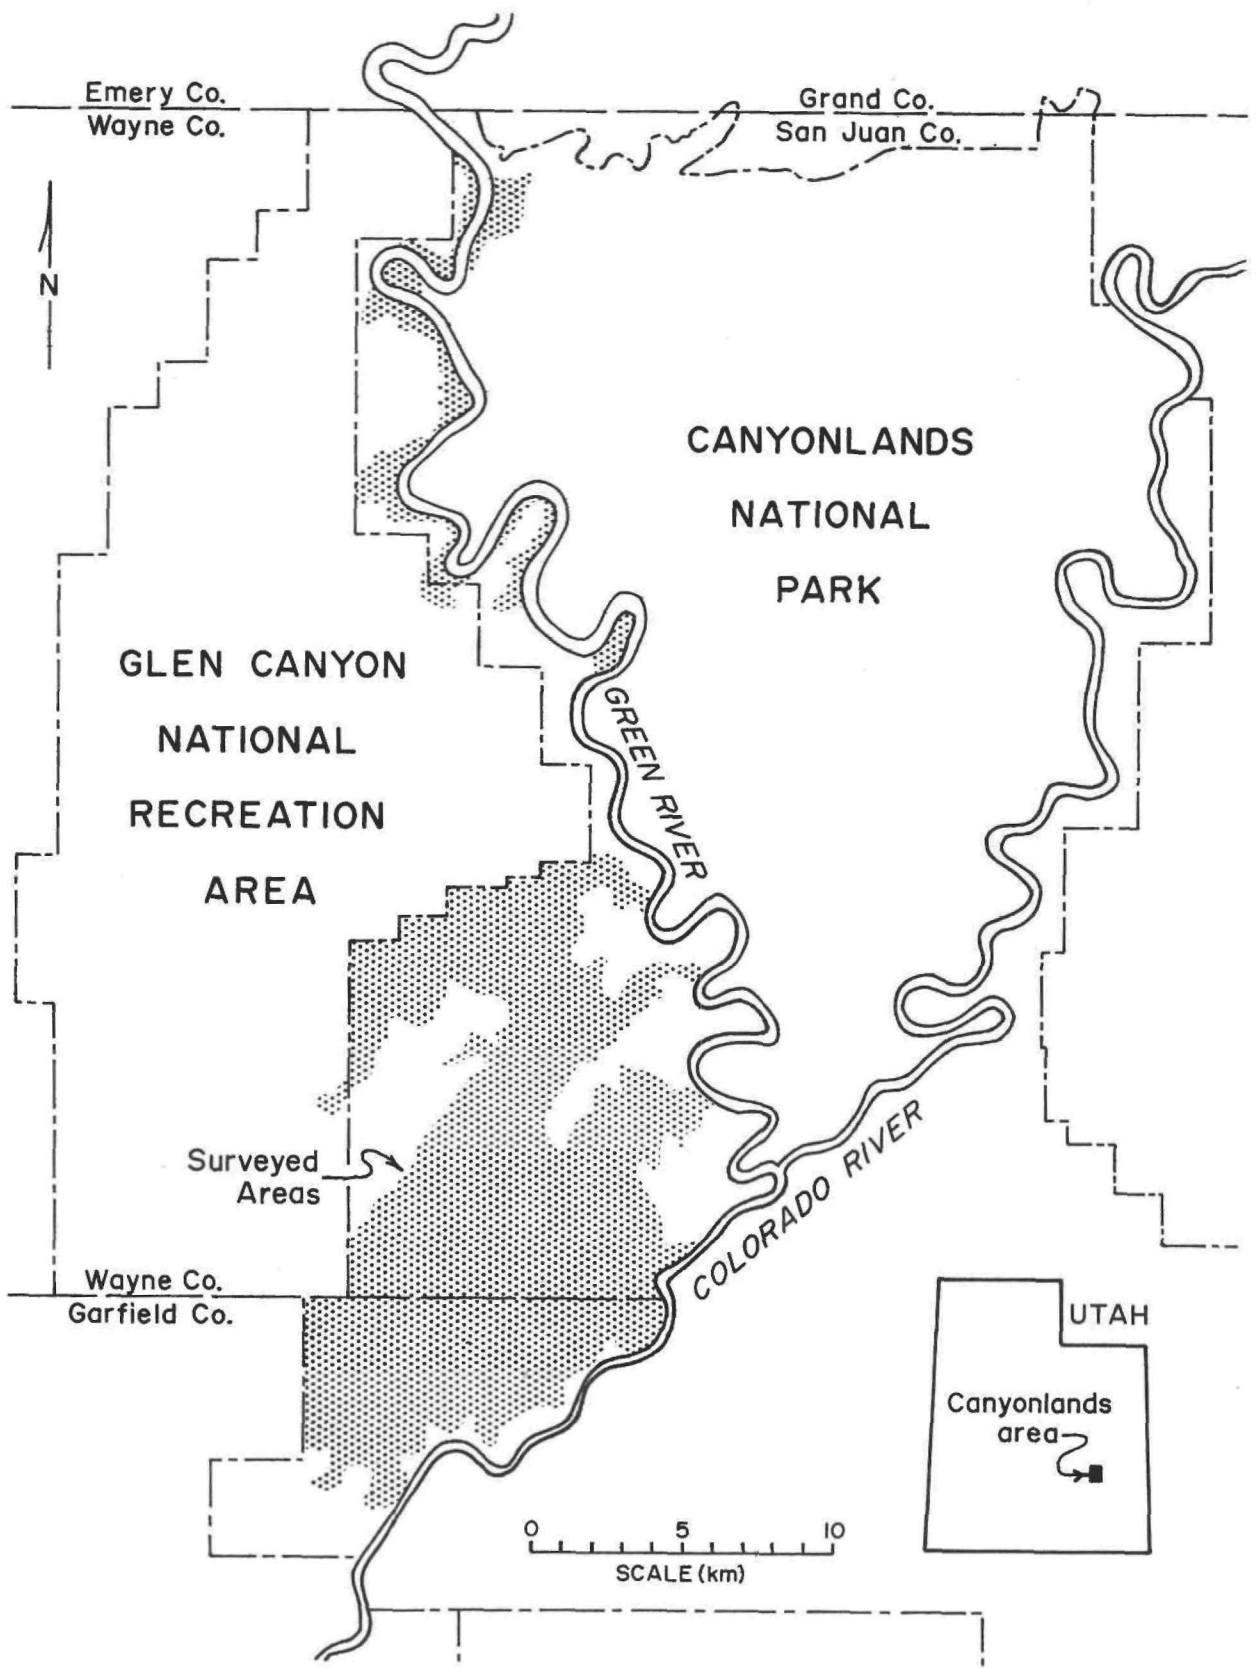 Emery Co.
Wayne Co.
Grand Co.
San Juan Co.
N
CANYONLANDS
NATIONAL
PARK
GLEN CANYON
NATIONAL
RECREATION
AREA
GREEN RIVER
Surveyed
Areas
COLORADO RIVER
Wayne Co.
Garfield Co.
UTAH
Canyonlands
area
0 5 10
SCALE (km)